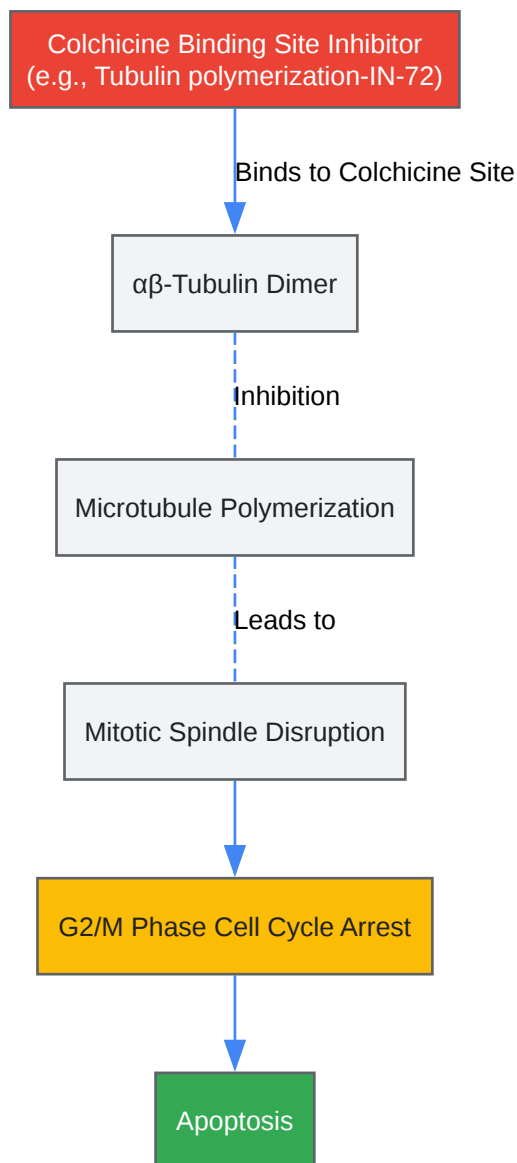 Colchicine Binding Site Inhibitor
(e.g., Tubulin polymerization-IN-72)
Binds to Colchicine Site
αβ-Tubulin Dimer
Inhibition
Microtubule Polymerization
Leads to
Mitotic Spindle Disruption
G2/M Phase Cell Cycle Arrest
Apoptosis